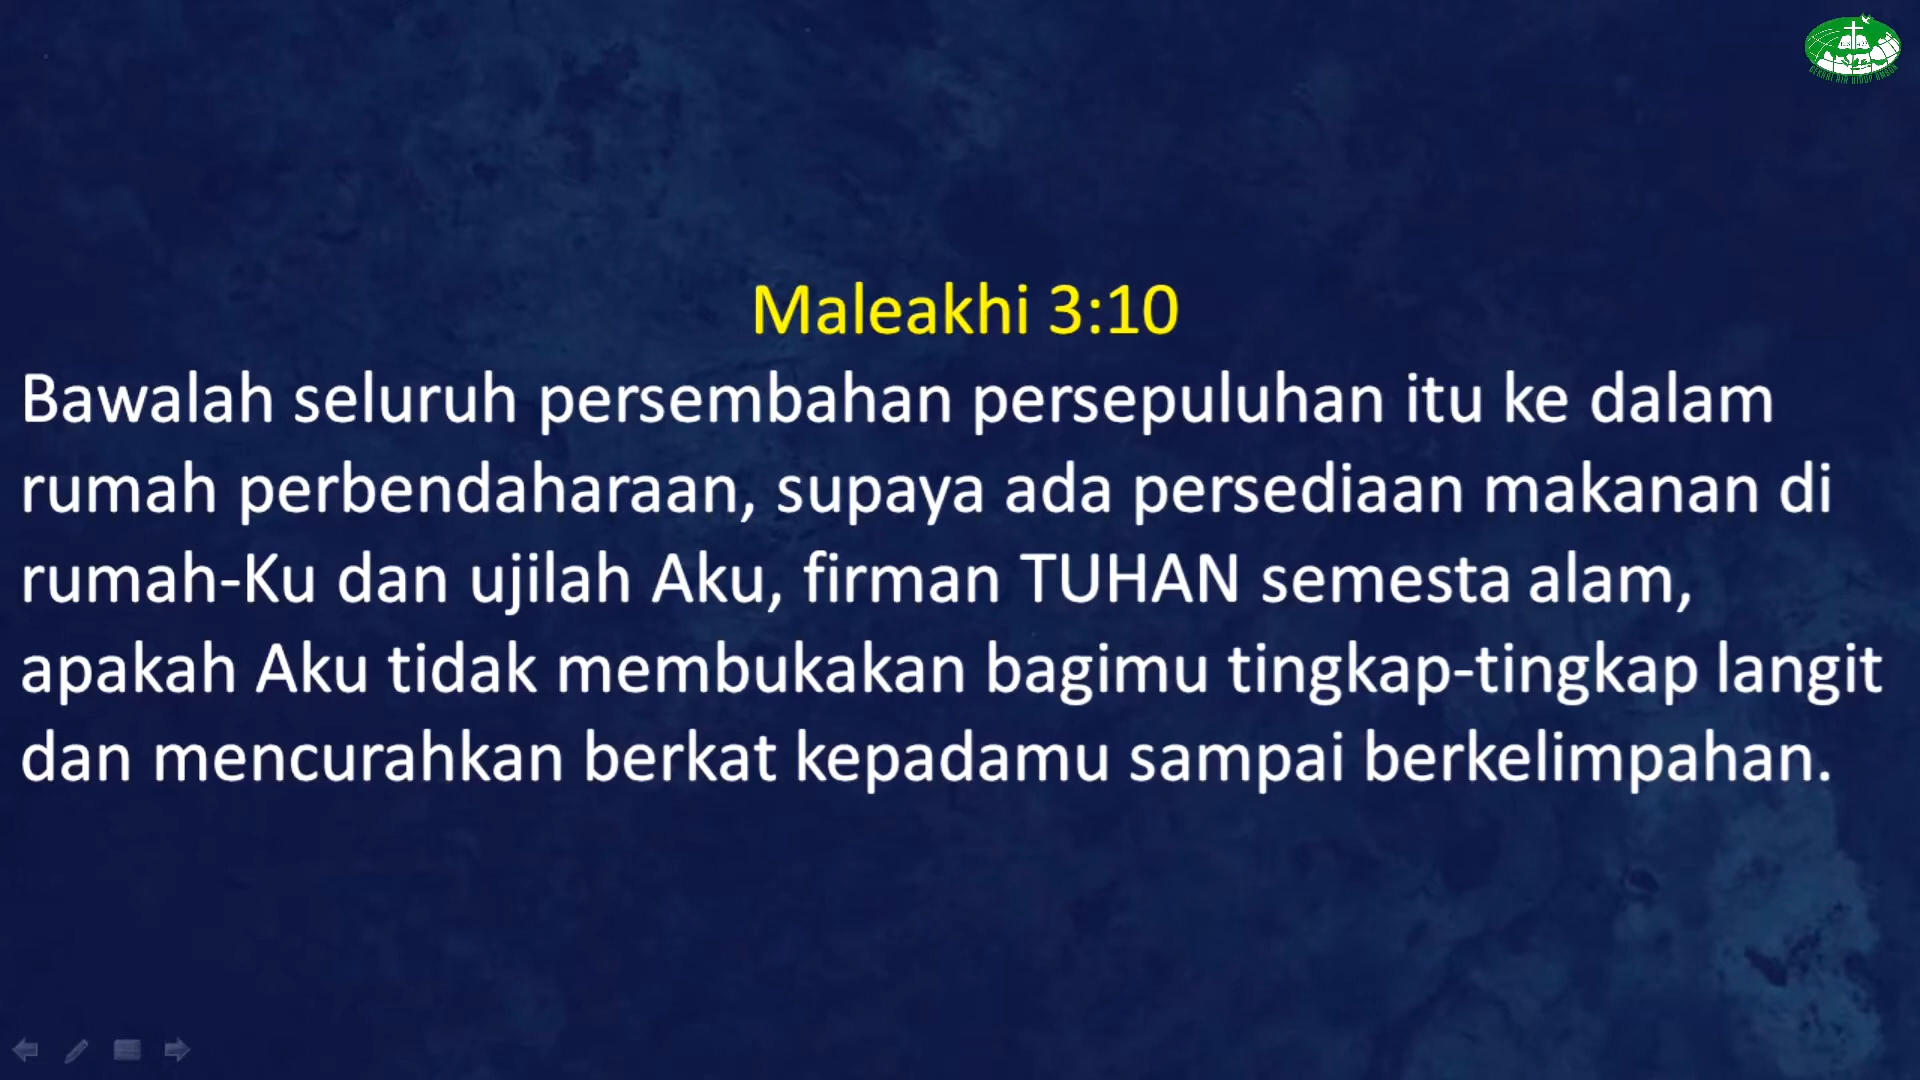 Maleakhi 3:10
Bawalah seluruh persembahan persepuluhan itu ke dalam
rumah perbendaharaan, supaya ada persediaan makanan di
rumah-Ku dan ujilah Aku, firman TUHAN semesta alam,
apakah Aku tidak membukakan bagimu tingkap-tingkap langit
dan mencurahkan berkat kepadamu sampai berkelimpahan.